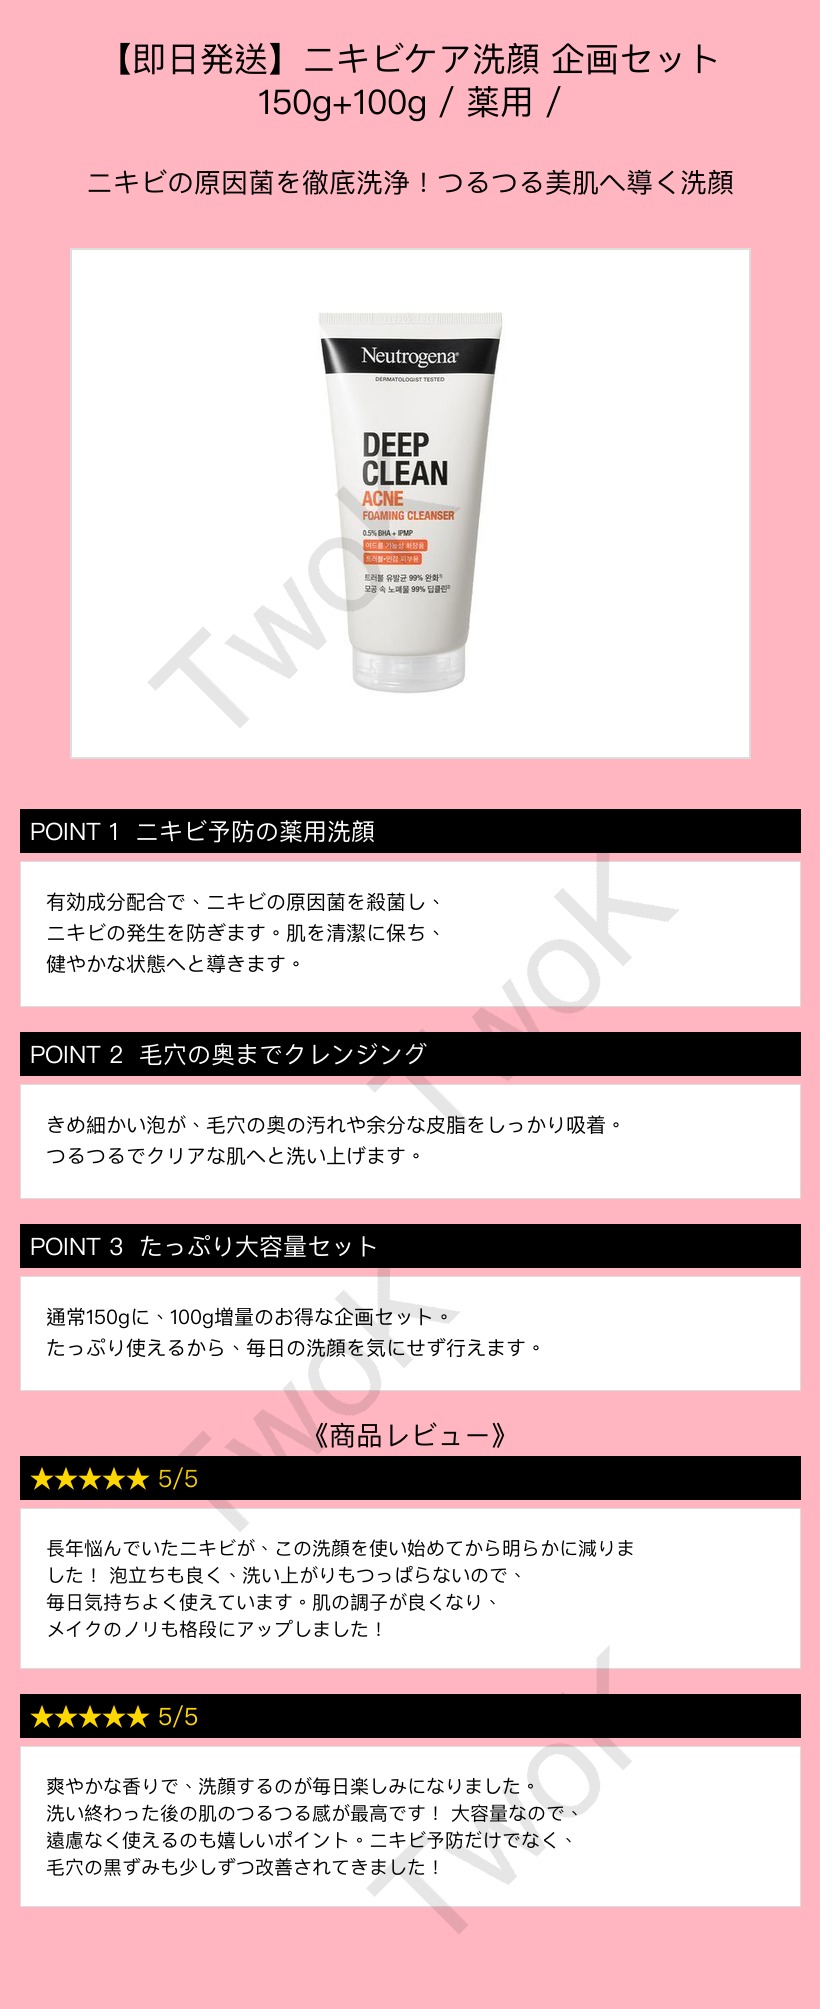 【即日発送】ニキビケア洗顔 企画セット
150g+100g / 薬用 /
ニキビの原因菌を徹底洗浄！つるつる美肌へ導く洗顔
Neutrogena®
DERMATOLOGIST TESTED
DEEP
CLEAN
ACNE
FOAMING CLEANSER
0.5% BHA + IPMP
여드름 기능성 화장품
트러블•민감 피부용
트러블 유발균 99% 완화¹⁾
모공 속 노폐물 99% 딥클린²⁾
TwoK
POINT 1 ニキビ予防の薬用洗顔
有効成分配合で、ニキビの原因菌を殺菌し、
ニキビの発生を防ぎます。肌を清潔に保ち、
健やかな状態へと導きます。
TwoK
POINT 2 毛穴の奥までクレンジング
きめ細かい泡が、毛穴の奥の汚れや余分な皮脂をしっかり吸着。
つるつるでクリアな肌へと洗い上げます。
POINT 3 たっぷり大容量セット
通常150gに、100g増量のお得な企画セット。
たっぷり使えるから、毎日の洗顔を気にせず行えます。
TwoK
《商品レビュー》
★★★★★ 5/5
長年悩んでいたニキビが、この洗顔を使い始めてから明らかに減りま
した！ 泡立ちも良く、洗い上がりもつっぱらないので、
毎日気持ちよく使えています。肌の調子が良くなり、
メイクのノリも格段にアップしました！
★★★★★ 5/5
爽やかな香りで、洗顔するのが毎日楽しみになりました。
洗い終わった後の肌のつるつる感が最高です！ 大容量なので、
遠慮なく使えるのも嬉しいポイント。ニキビ予防だけでなく、
毛穴の黒ずみも少しずつ改善されてきました！
TwoK